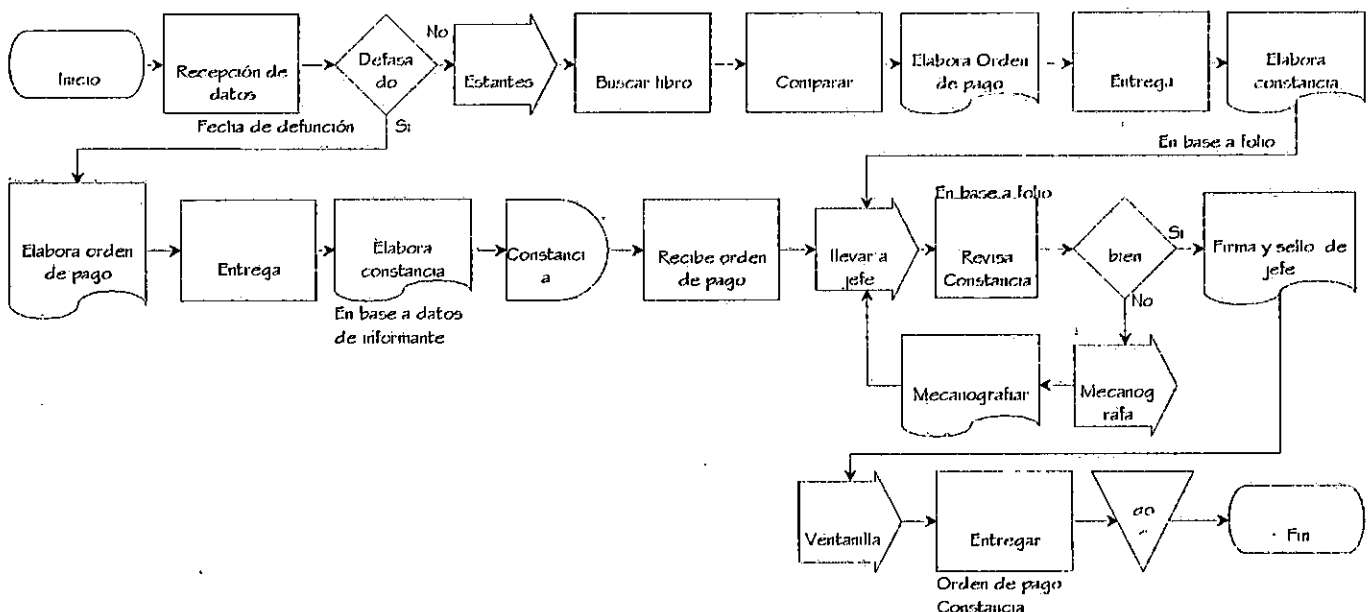 Inicio
Recepción de
datos
Fecha de defunción
Defasa
do
No
Si
Estantes
Buscar libro
Comparar
Elabora Orden
de pago
Entrega
Elabora
constancia
En base a folio
Elabora orden
de pago
Entrega
Elabora
constancia
En base a datos
de informante
Constanci
a
Recibe orden
de pago
llevar a
jefe
En base a folio
Revisa
Constancia
bien
Si
No
Firma y sello de
jefe
Mecanografiar
Mecanog
rafa
Ventanilla
Entregar
Orden de pago
Constancia
Fin